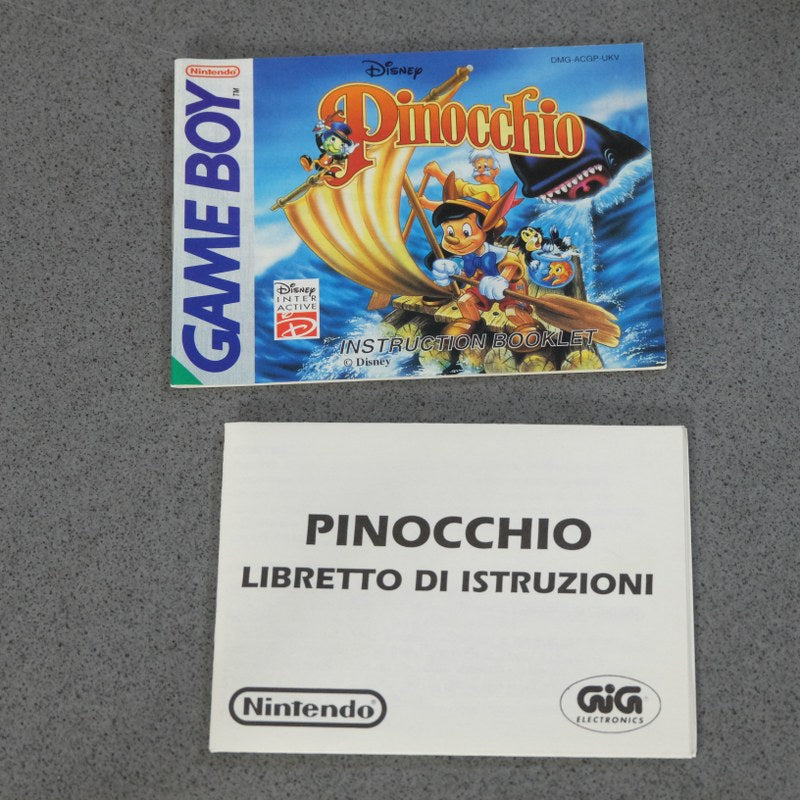 Nintendo
GAME BOY
TM
Disney
DMG-ACGP-UKV
Pinocchio
Disney
INTER
ACTIVE
INSTRUCTION BOOKLET
© Disney
PINOCCHIO
LIBRETTO DI ISTRUZIONI
Nintendo
GiG
ELECTRONICS